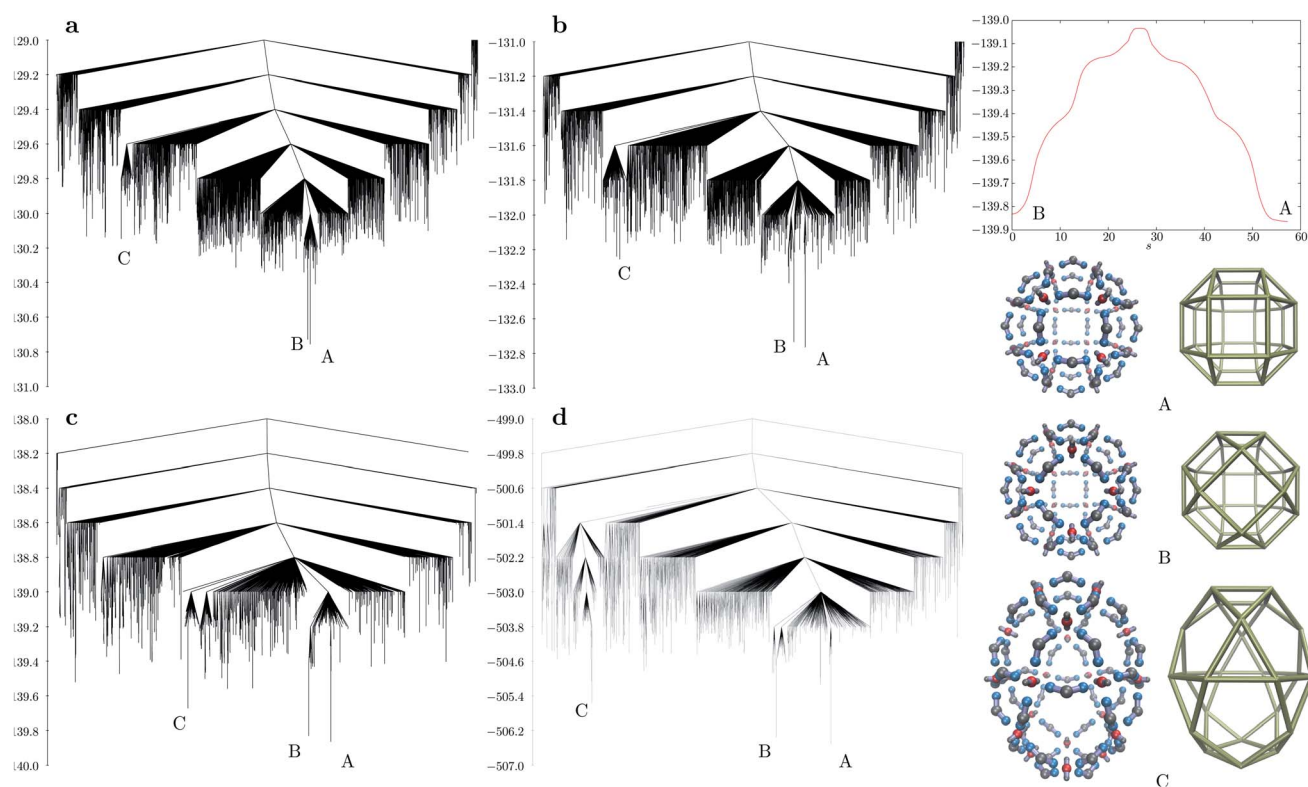 a
129.0
129.2
129.4
129.6
129.8
130.0
130.2
130.4
130.6
130.8
131.0
C
B
A
b
−131.0
−131.2
−131.4
−131.6
−131.8
−132.0
−132.2
−132.4
−132.6
−132.8
−133.0
C
B
A
−139.0
−139.1
−139.2
−139.3
−139.4
−139.5
−139.6
−139.7
−139.8
−139.9
B
A
0 10 20 30 40 50 60
s
c
138.0
138.2
138.4
138.6
138.8
139.0
139.2
139.4
139.6
139.8
140.0
C
B
A
d
−499.0
−499.8
−500.6
−501.4
−502.2
−503.0
−503.8
−504.6
−505.4
−506.2
−507.0
C
B
A
A
B
C